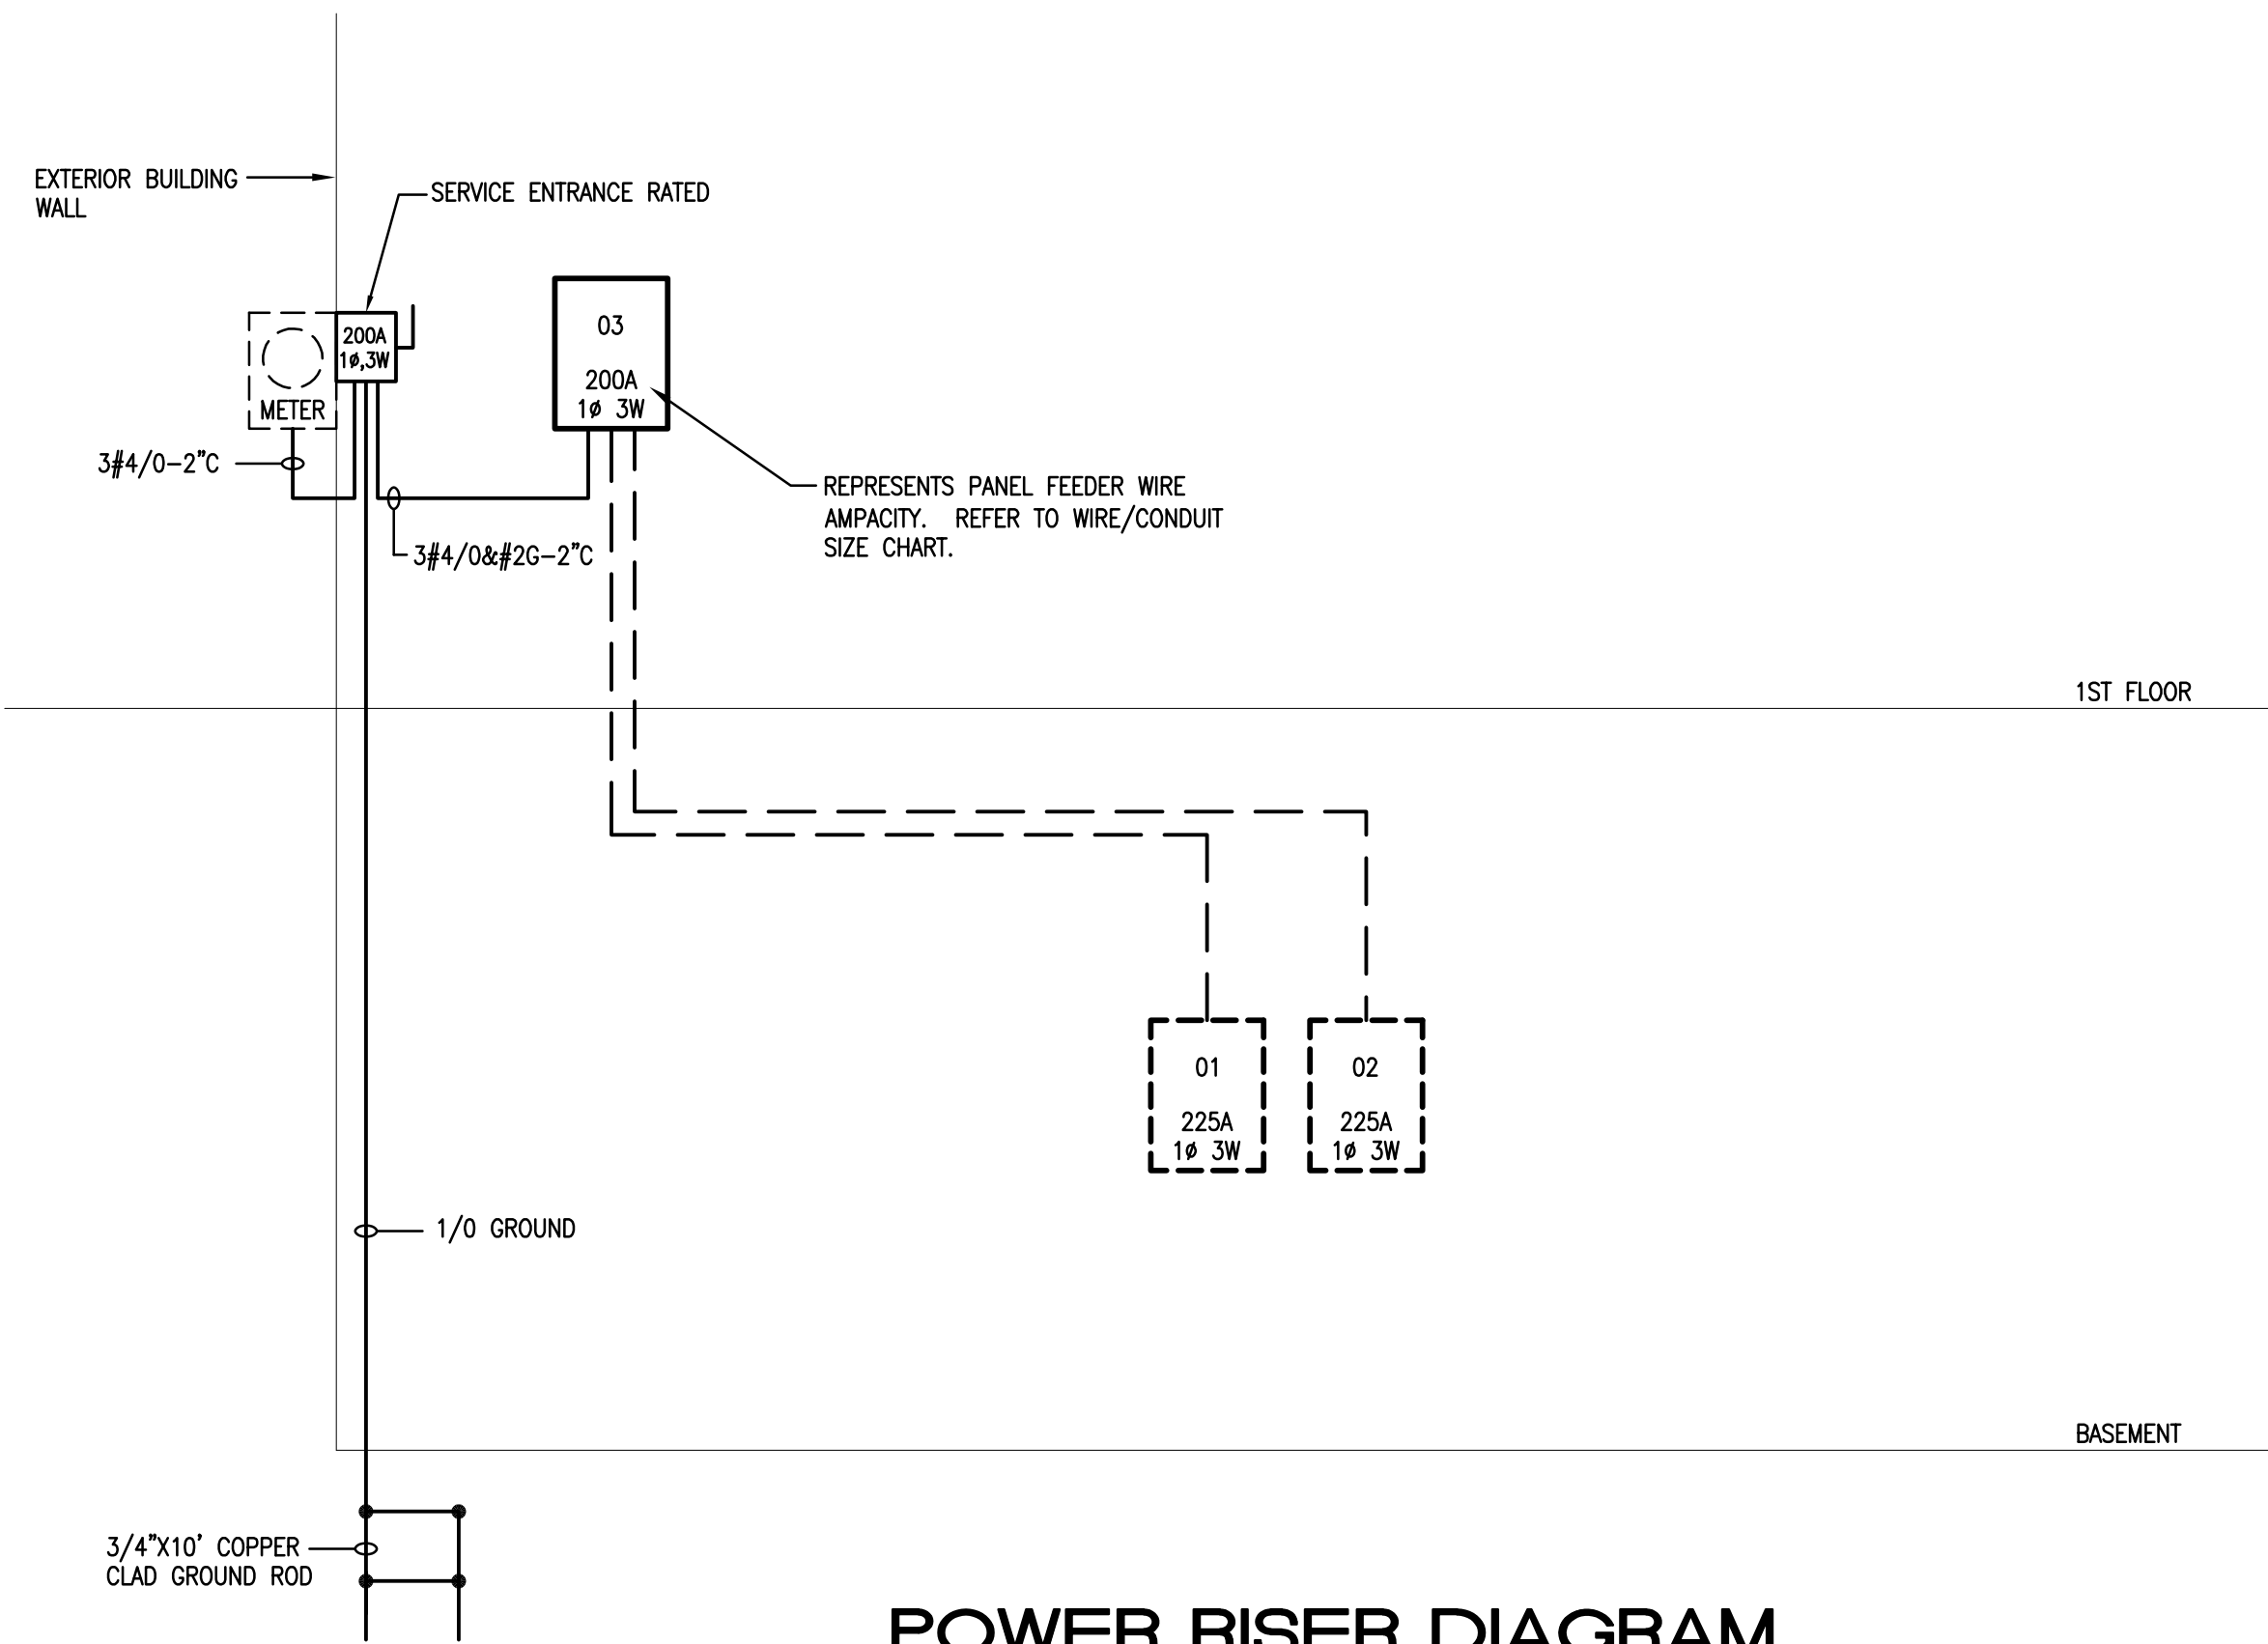 EXTERIOR BUILDING
WALL
SERVICE ENTRANCE RATED
200A
1ø,3W
METER
03
200A
1ø 3W
3#4/0-2"C
3#4/0&#2G-2"C
REPRESENTS PANEL FEEDER WIRE
AMPACITY. REFER TO WIRE/CONDUIT
SIZE CHART.
1ST FLOOR
01
225A
1ø 3W
02
225A
1ø 3W
1/0 GROUND
BASEMENT
3/4"X10' COPPER
CLAD GROUND ROD
POWER RISER DIAGRAM